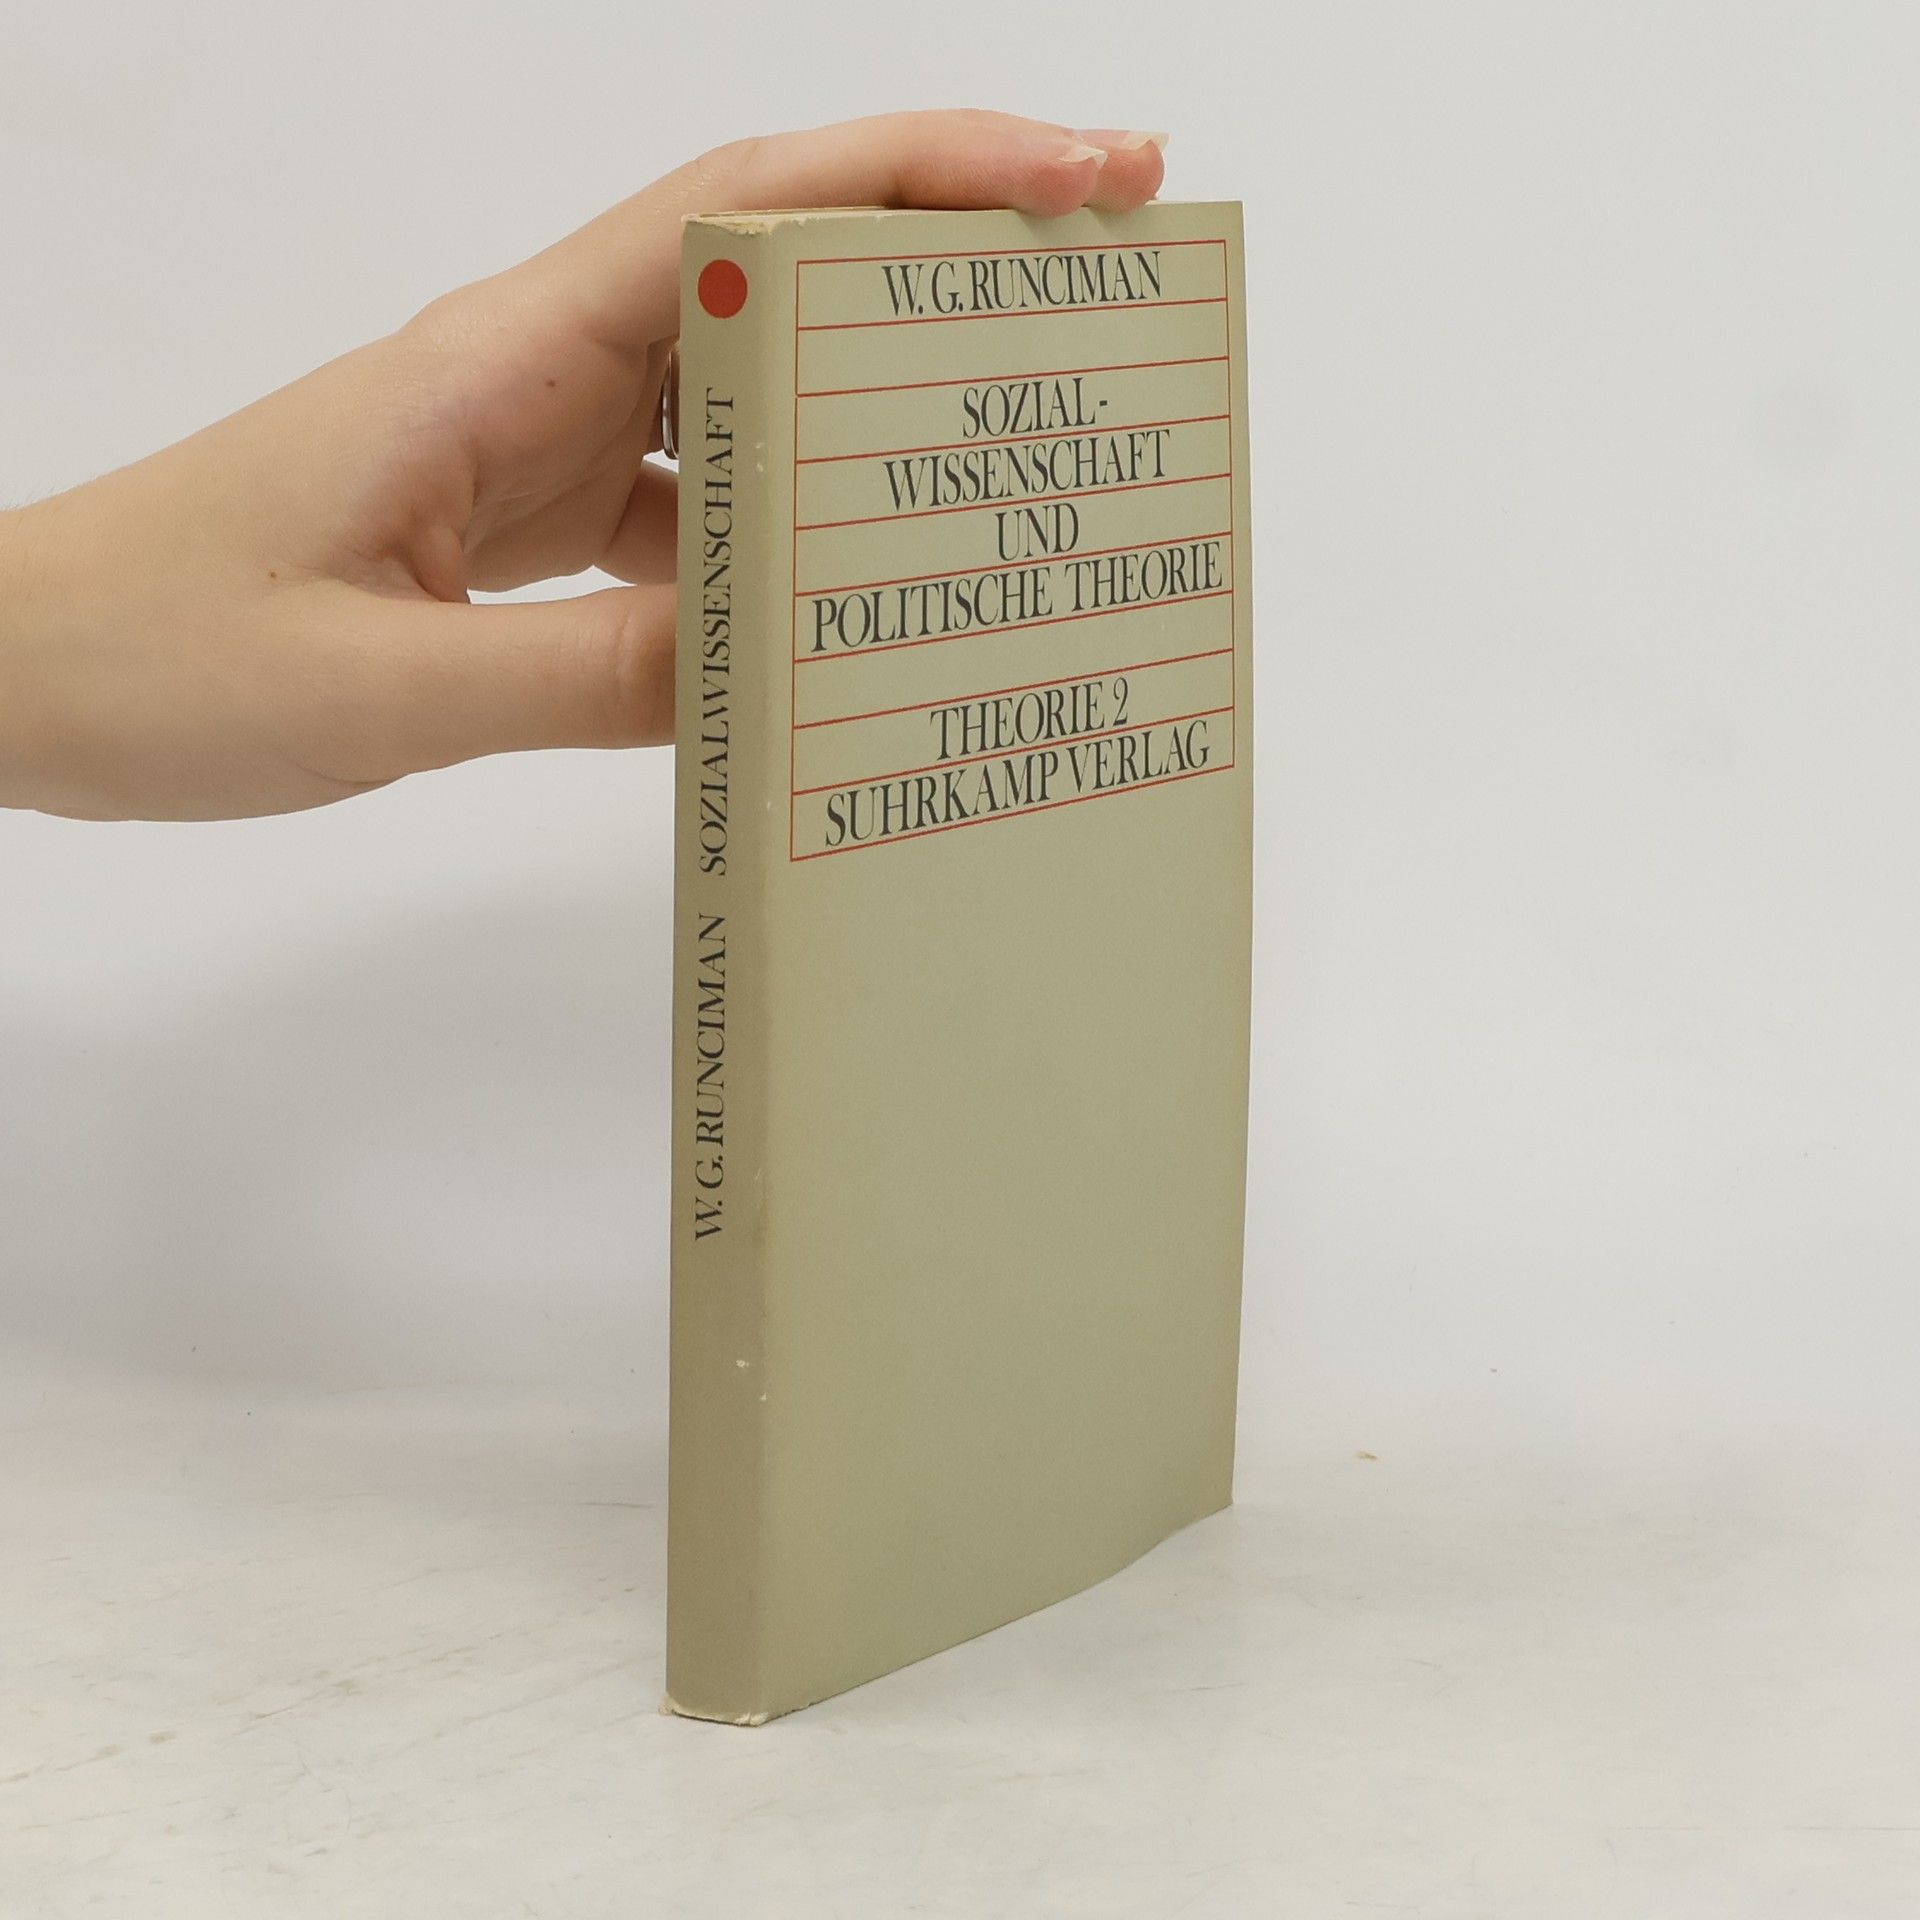 W. G. RUNCIMAN
SOZIAL-
WISSENSCHAFT
UND
POLITISCHE THEORIE
THEORIE 2
SUHRKAMP VERLAG
W. G. RUNCIMAN SOZIALWISSENSCHAFT